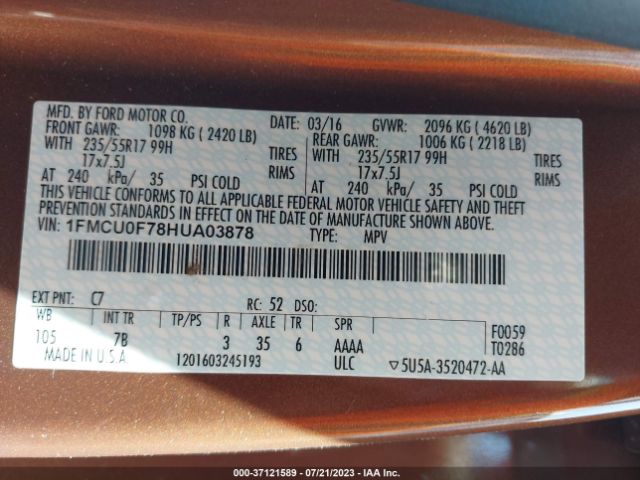 MFD. BY FORD MOTOR CO. DATE: 03/16 GVWR: 2096 KG ( 4620 LB)
FRONT GAWR: 1098 KG ( 2420 LB) REAR GAWR: 1006 KG ( 2218 LB)
WITH 235/55R17 99H TIRES WITH 235/55R17 99H TIRES
17x7.5J RIMS 17x7.5J RIMS
AT 240 kPa/ 35 PSI COLD AT 240 kPa/ 35 PSI COLD
THIS VEHICLE CONFORMS TO ALL APPLICABLE FEDERAL MOTOR VEHICLE SAFETY AND THEFT
PREVENTION STANDARDS IN EFFECT ON THE DATE OF MANUFACTURE SHOWN ABOVE.
VIN: 1FMCU0F78HUA03878 TYPE: MPV
EXT PNT: C7 RC: 52 DSO:
WB INT TR TP/PS R AXLE TR SPR F0059
105 7B 3 35 6 AAAA T0286
MADE IN U.S.A. 1201603245193 ULC 5U5A-3520472-AA
000-37121589 | 07/21/2023 | IAA Inc.